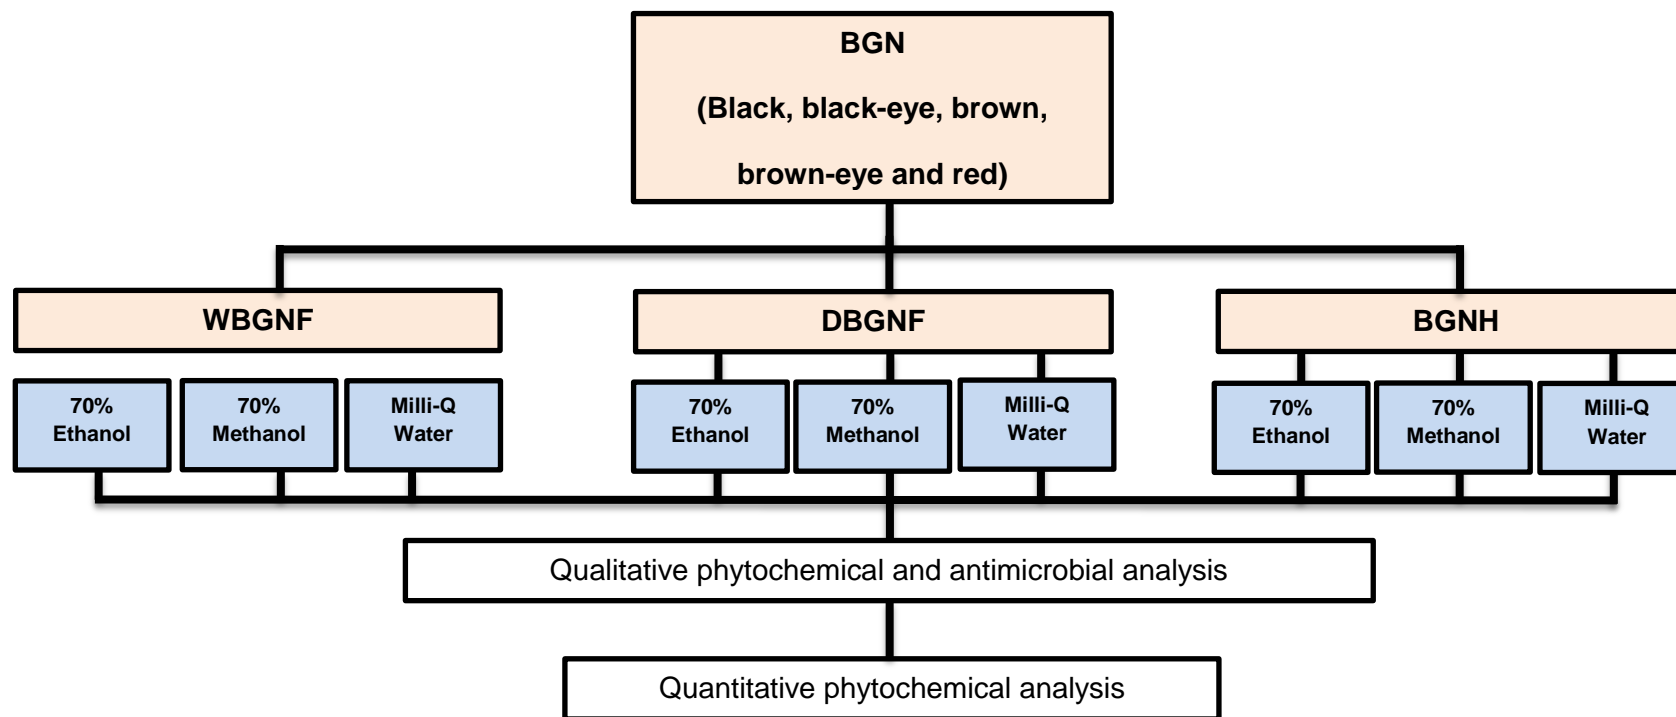 BGN
(Black, black-eye, brown,
brown-eye and red)
WBGNF
DBGNF
BGNH
70%
Ethanol
70%
Methanol
Milli-Q
Water
70%
Ethanol
70%
Methanol
Milli-Q
Water
70%
Ethanol
70%
Methanol
Milli-Q
Water
Qualitative phytochemical and antimicrobial analysis
Quantitative phytochemical analysis